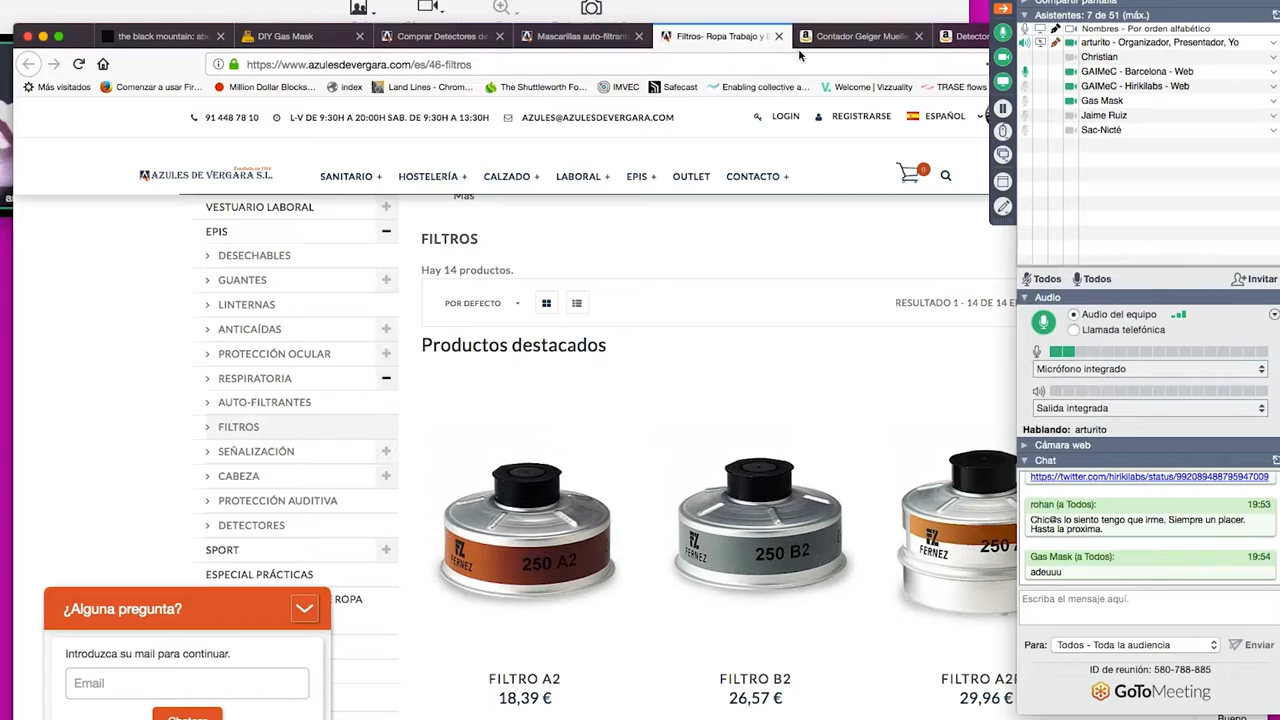 Compartir pantalla
the black mountain: abo
DIY Gas Mask
Comprar Detectores de
Mascarillas auto-filtrante
Filtros- Ropa Trabajo y E
Contador Geiger Muelle
Detector
https://www.azulesdevergara.com/es/46-filtros
Más visitados
Comenzar a usar Fir...
Million Dollar Blocks...
index
Land Lines - Chrom...
The Shuttleworth Fo...
IMVEC
Safecast
Enabling collective a...
Welcome | Vizzuality
TRASE flows
91 448 78 10
L-V DE 9:30H A 20:00H SAB. DE 9:30H A 13:30H
AZULES@AZULESDEVERGARA.COM
LOGIN
REGISTRARSE
ESPAÑOL
Fundada en 1908
AZULES DE VERGARA S.L.
SANITARIO +
HOSTELERÍA +
CALZADO +
LABORAL +
EPIS +
OUTLET
CONTACTO +
0
Más
VESTUARIO LABORAL
EPIS
DESECHABLES
GUANTES
LINTERNAS
ANTICAÍDAS
PROTECCIÓN OCULAR
RESPIRATORIA
AUTO-FILTRANTES
FILTROS
SEÑALIZACIÓN
CABEZA
PROTECCIÓN AUDITIVA
DETECTORES
SPORT
ESPECIAL PRÁCTICAS
ROPA
FILTROS
Hay 14 productos.
POR DEFECTO
RESULTADO 1 - 14 DE 14 E
Productos destacados
FERNEZ
250 A2
FERNEZ
250 B2
FERNEZ
250 A
FILTRO A2
18,39 €
FILTRO B2
26,57 €
FILTRO A2
29,96 €
¿Alguna pregunta?
Introduzca su mail para continuar.
Email
Asistentes: 7 de 51 (máx.)
Nombres - Por orden alfabético
arturito - Organizador, Presentador, Yo
Christian
GAIMeC - Barcelona - Web
GAIMeC - Hirikilabs - Web
Gas Mask
Jaime Ruiz
Sac-Nicté
Todos
Todos
Invitar
Audio
Audio del equipo
Llamada telefónica
Micrófono integrado
Salida integrada
Hablando: arturito
Cámara web
Chat
https://twitter.com/hirikilabs/status/992089488795947009
rohan (a Todos): 19:53
Chic@s lo siento tengo que irme. Siempre un placer.
Hasta la proxima.
Gas Mask (a Todos): 19:54
adeuuu
Escriba el mensaje aquí.
Para: Todos - Toda la audiencia
Enviar
ID de reunión: 580-788-885
GoToMeeting
Bueno